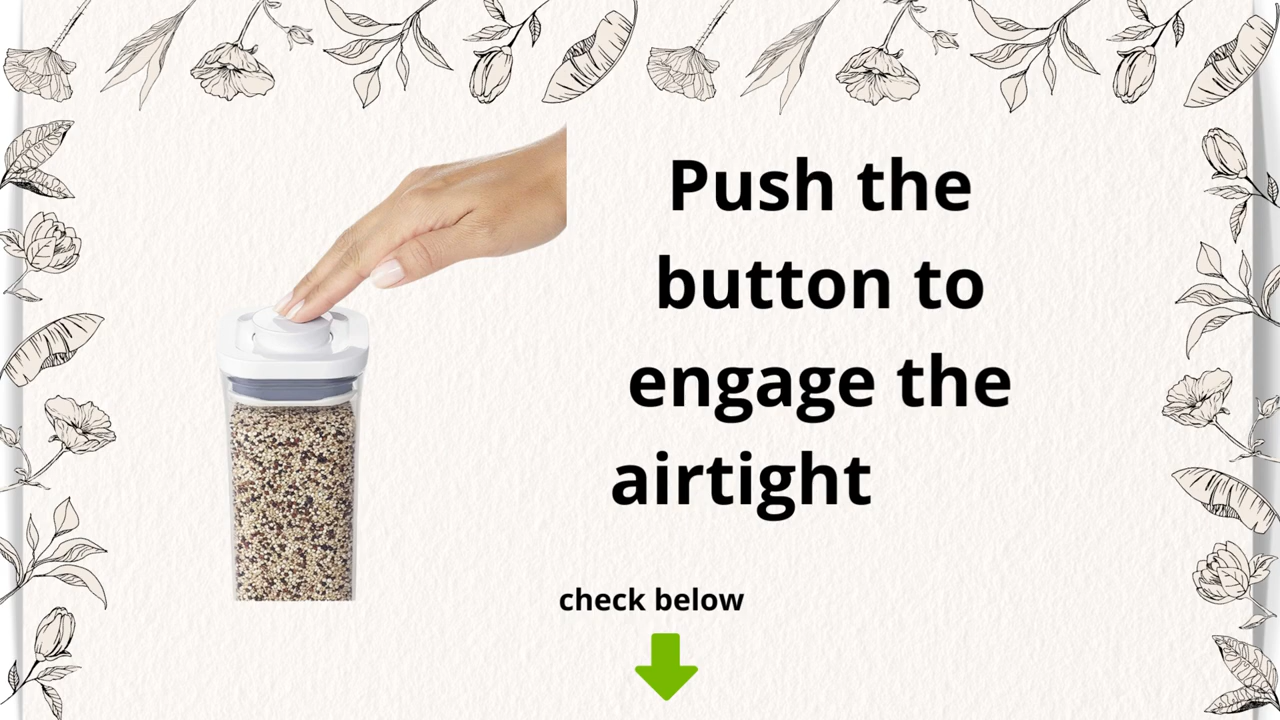 Push the
button to
engage the
airtight
check below